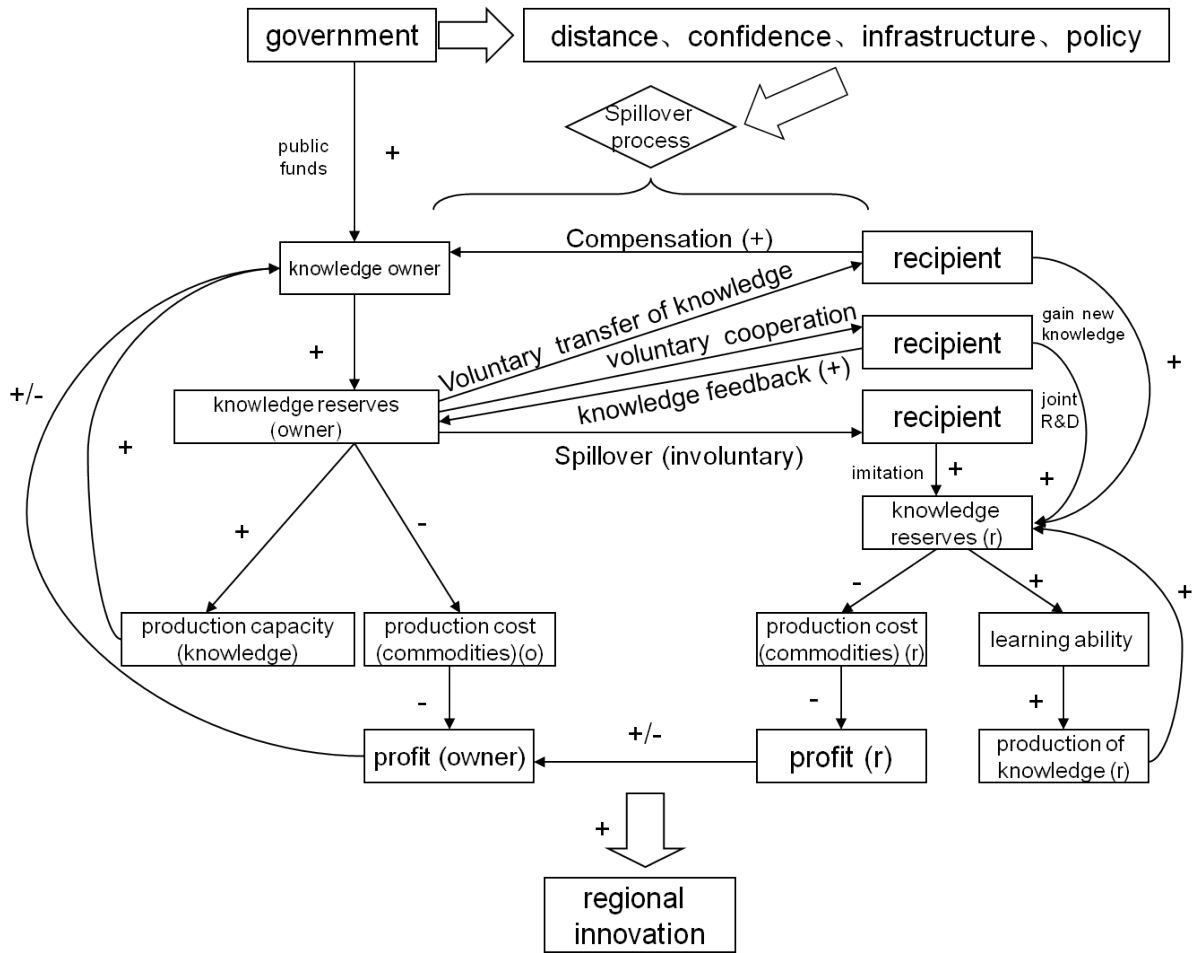 government
distance、confidence、infrastructure、policy
Spillover
process
public
funds
+
Compensation (+)
knowledge owner
recipient
Voluntary transfer of knowledge
voluntary cooperation
gain new
knowledge
recipient
+
+
+/-
knowledge feedback (+)
knowledge reserves
(owner)
joint
R&D
recipient
+
Spillover (involuntary)
imitation
+
+
knowledge
reserves (r)
+
-
-
+
+
production capacity
(knowledge)
production cost
(commodities)(o)
production cost
(commodities) (r)
learning ability
-
-
+
+/-
profit (owner)
profit (r)
production of
knowledge (r)
+
regional
innovation